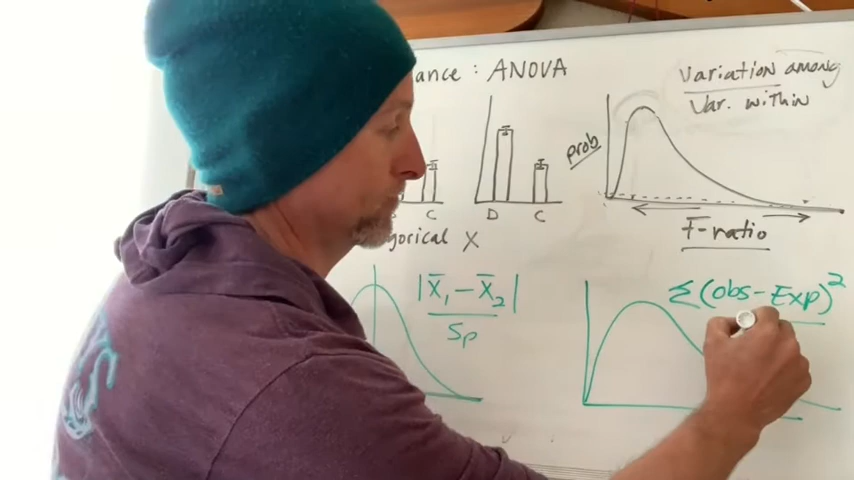 ance: ANOVA
Variation among
Var. within
prob
D C
C
F-ratio
gorical X
|X̄₁ - X̄₂|
Sp
Σ(obs-Exp)²